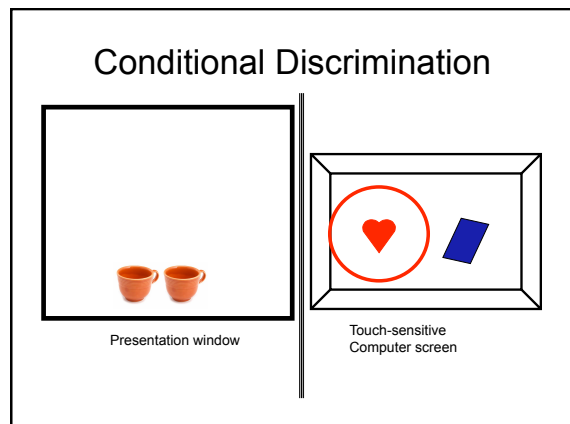 Conditional Discrimination
Presentation window
Touch-sensitive
Computer screen